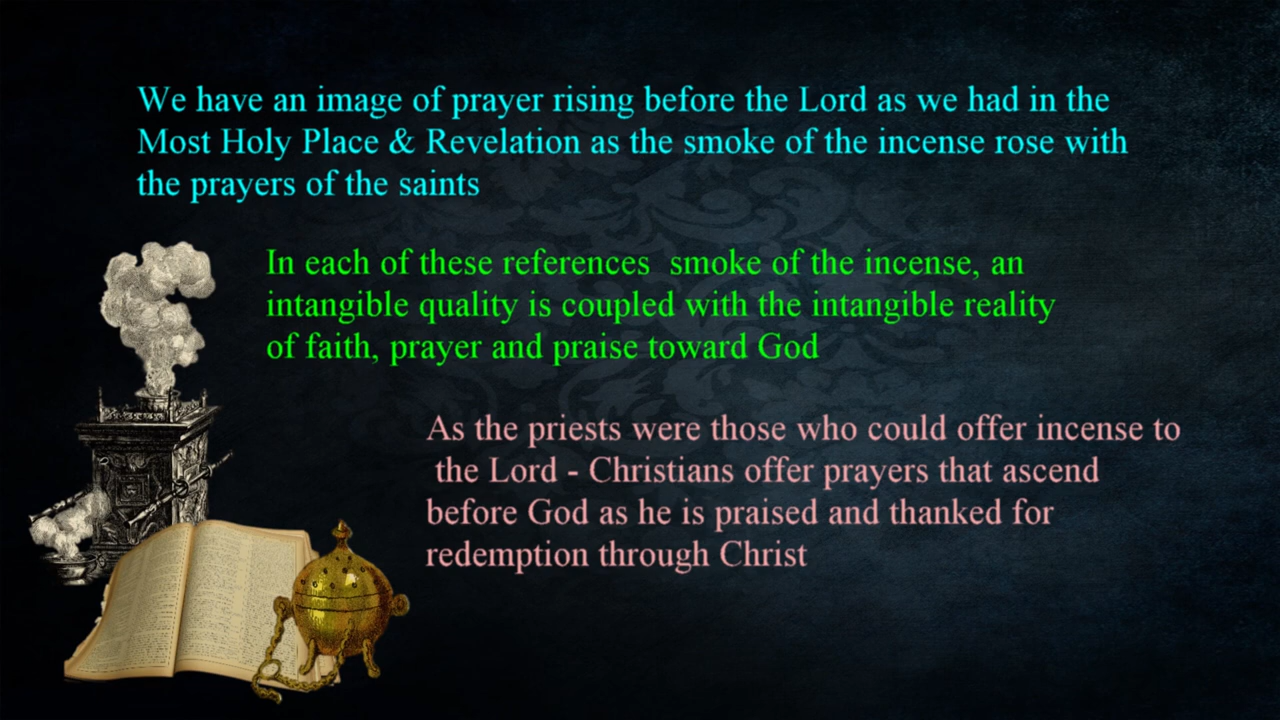 We have an image of prayer rising before the Lord as we had in the
Most Holy Place & Revelation as the smoke of the incense rose with
the prayers of the saints
In each of these references  smoke of the incense, an
intangible quality is coupled with the intangible reality
of faith, prayer and praise toward God
As the priests were those who could offer incense to
the Lord - Christians offer prayers that ascend
before God as he is praised and thanked for
redemption through Christ